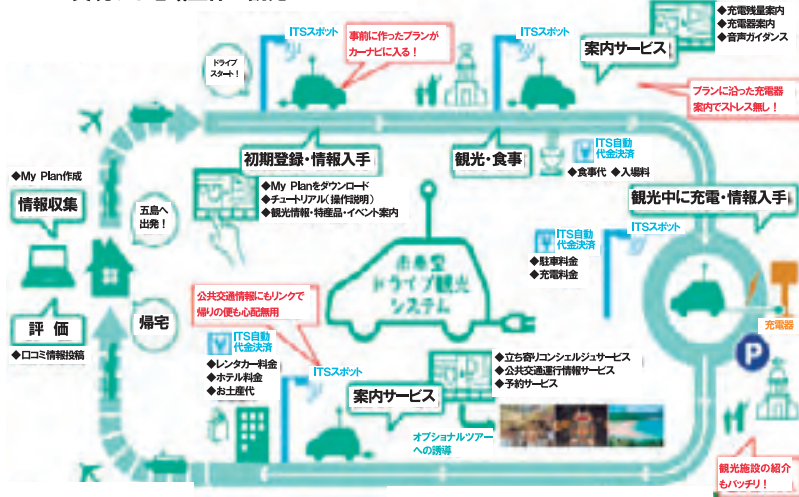 ITSスポット
事前に作ったプランが
カーナビに入る！
ITSスポット
案内サービス
◆充電残量案内
◆充電器案内
◆音声ガイダンス
ドライブ
スタート！
プランに沿った充電器
案内でストレス無し！
初期登録・情報入手
◆My Planをダウンロード
◆チュートリアル（操作説明）
◆観光情報・特産品・イベント案内
観光・食事
ITS自動
代金決済
◆食事代 ◆入場料
◆My Plan作成
情報収集
五島へ
出発！
観光中に充電・情報入手
ITSスポット
ITS自動
代金決済
◆駐車料金
◆充電料金
未来型
ドライブ観光
システム
充電器
P
評 価
◆口コミ情報投稿
帰宅
公共交通情報にもリンクで
帰りの便も心配無用
ITS自動
代金決済
◆レンタカー料金
◆ホテル料金
◆お土産代
ITSスポット
案内サービス
◆立ち寄りコンシェルジュサービス
◆公共交通運行情報サービス
◆予約サービス
オプショナルツアー
への誘導
観光施設の紹介
もバッチリ！